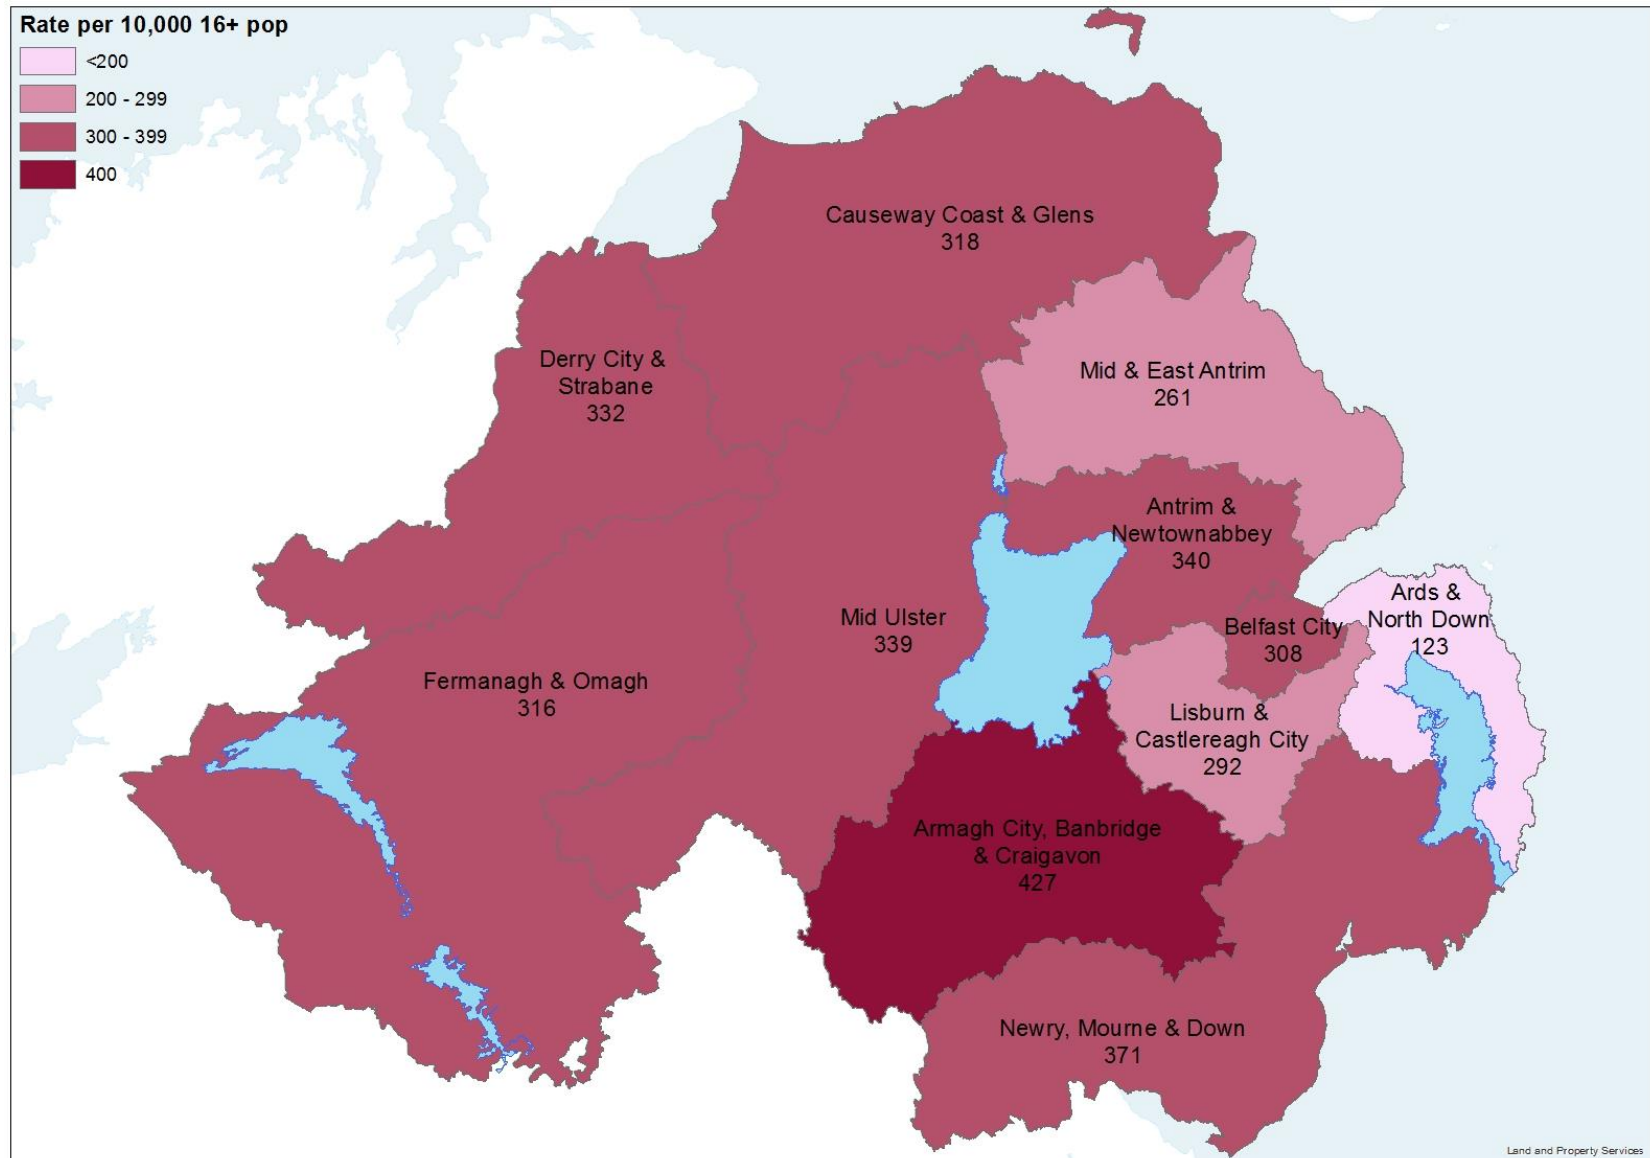 Rate per 10,000 16+ pop
<200
200 - 299
300 - 399
400
Causeway Coast & Glens
318
Derry City &
Strabane
332
Mid & East Antrim
261
Antrim &
Newtownabbey
340
Ards &
North Down
123
Belfast City
308
Mid Ulster
339
Fermanagh & Omagh
316
Lisburn &
Castlereagh City
292
Armagh City, Banbridge
& Craigavon
427
Newry, Mourne & Down
371
Land and Property Services